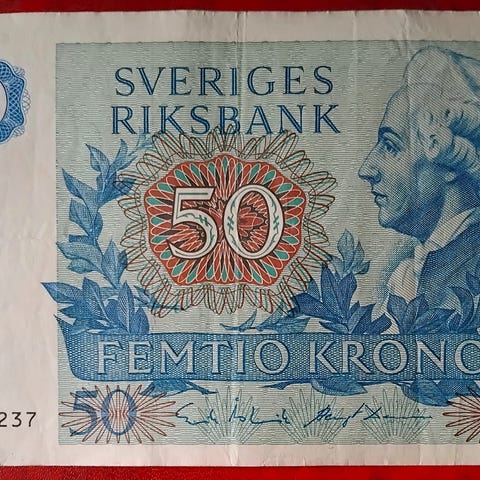 SVERIGES
RIKSBANK
50
FEMTIO KRONO
237
50